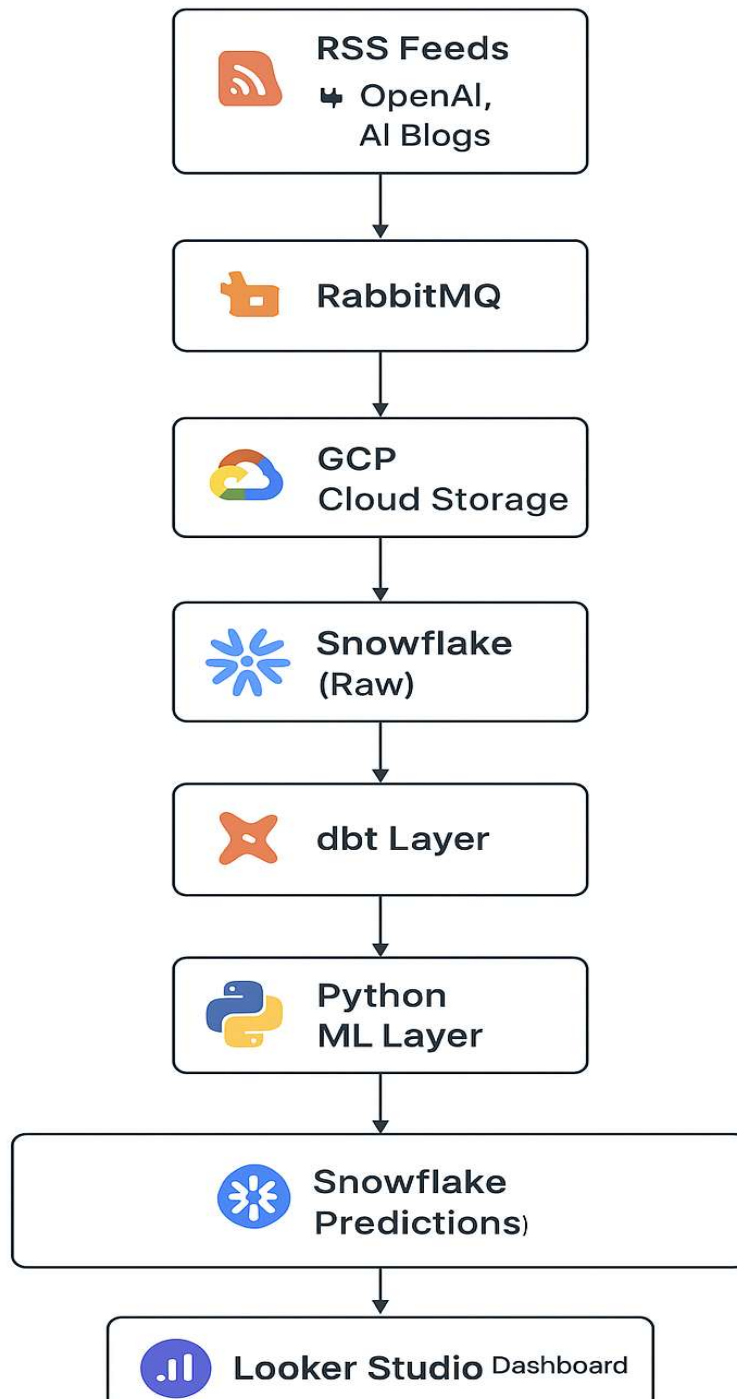 RSS Feeds
OpenAI,
AI Blogs
RabbitMQ
GCP
Cloud Storage
Snowflake
(Raw)
dbt Layer
Python
ML Layer
Snowflake
Predictions)
Looker Studio Dashboard